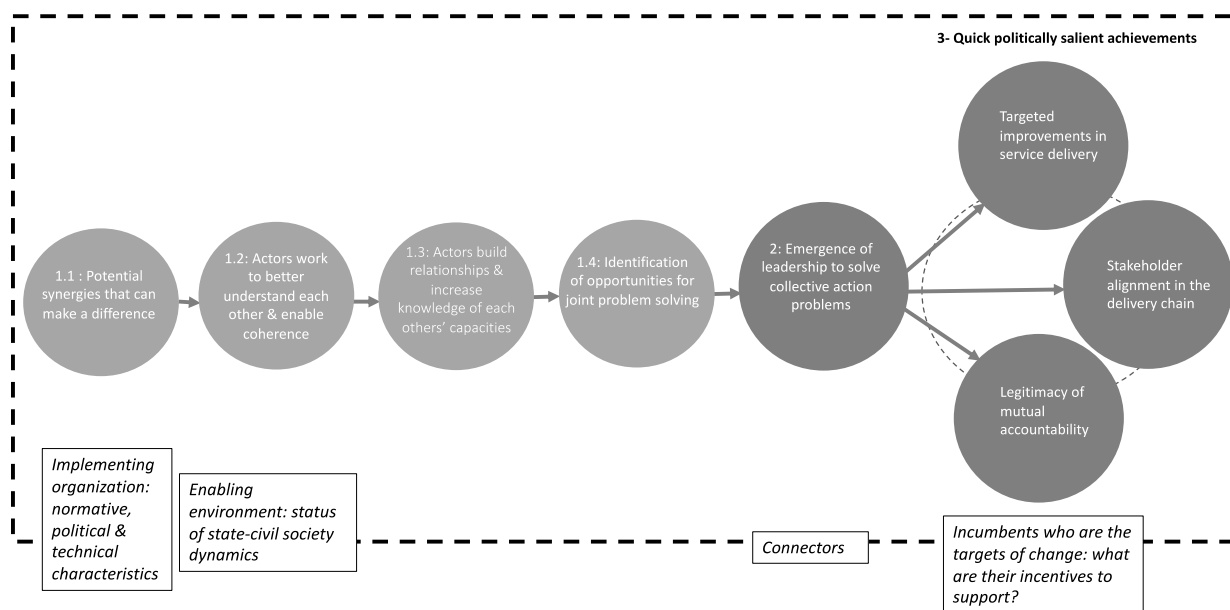 3- Quick politically salient achievements
Targeted
improvements in
service delivery
1.1 : Potential
synergies that can
make a difference
1.2: Actors work
to better
understand each
other & enable
coherence
1.3: Actors build
relationships &
increase
knowledge of each
others’ capacities
1.4: Identification
of opportunities for
joint problem solving
2: Emergence of
leadership to solve
collective action
problems
Stakeholder
alignment in the
delivery chain
Legitimacy of
mutual
accountability
Implementing
organization:
normative,
political &
technical
characteristics
Enabling
environment: status
of state-civil society
dynamics
Connectors
Incumbents who are the
targets of change: what
are their incentives to
support?